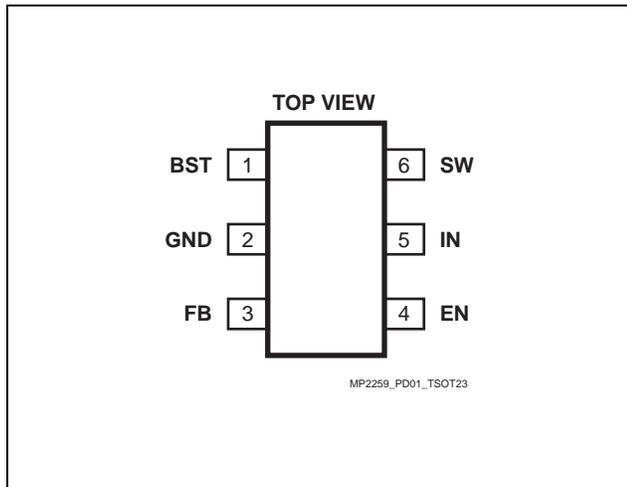 TOP VIEW
BST 1 6 SW
GND 2 5 IN
FB 3 4 EN
MP2259_PD01_TSOT23